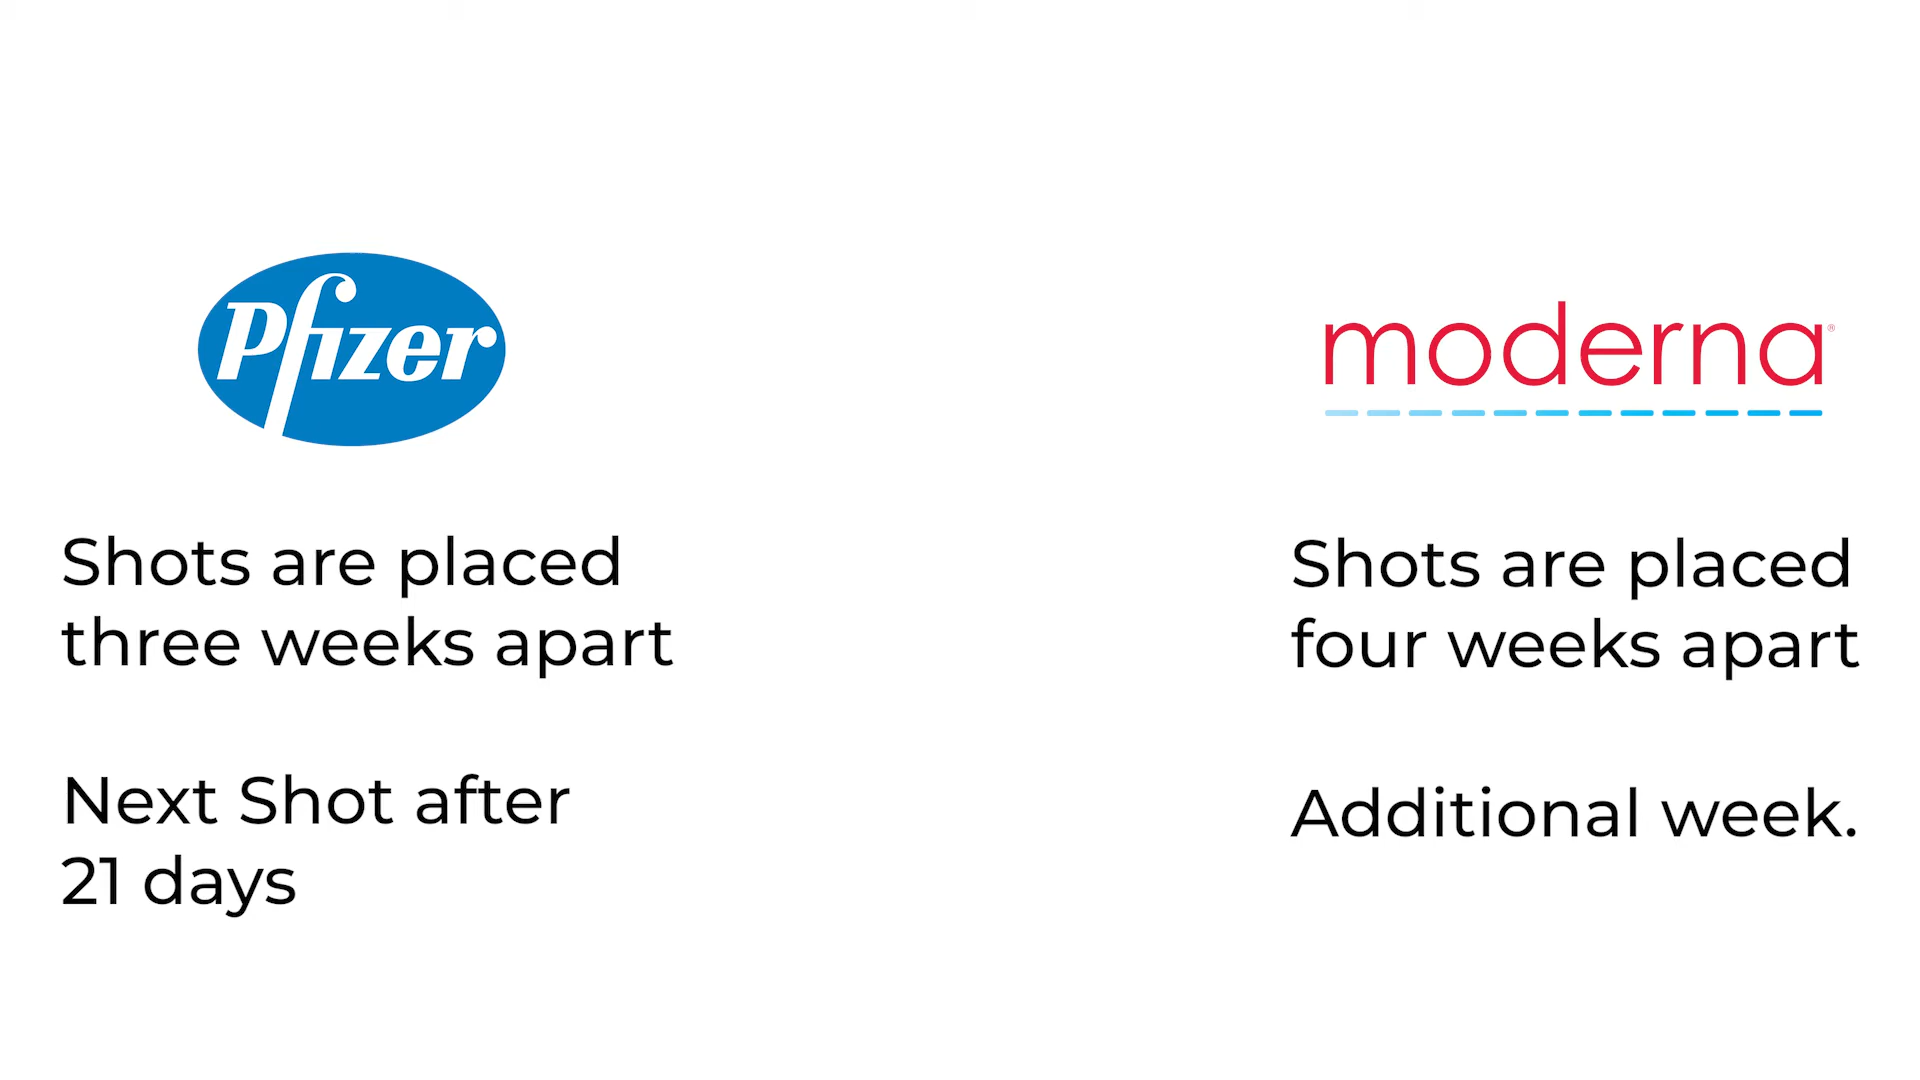 Pfizer
Shots are placed
three weeks apart
Next Shot after
21 days
moderna®
Shots are placed
four weeks apart
Additional week.